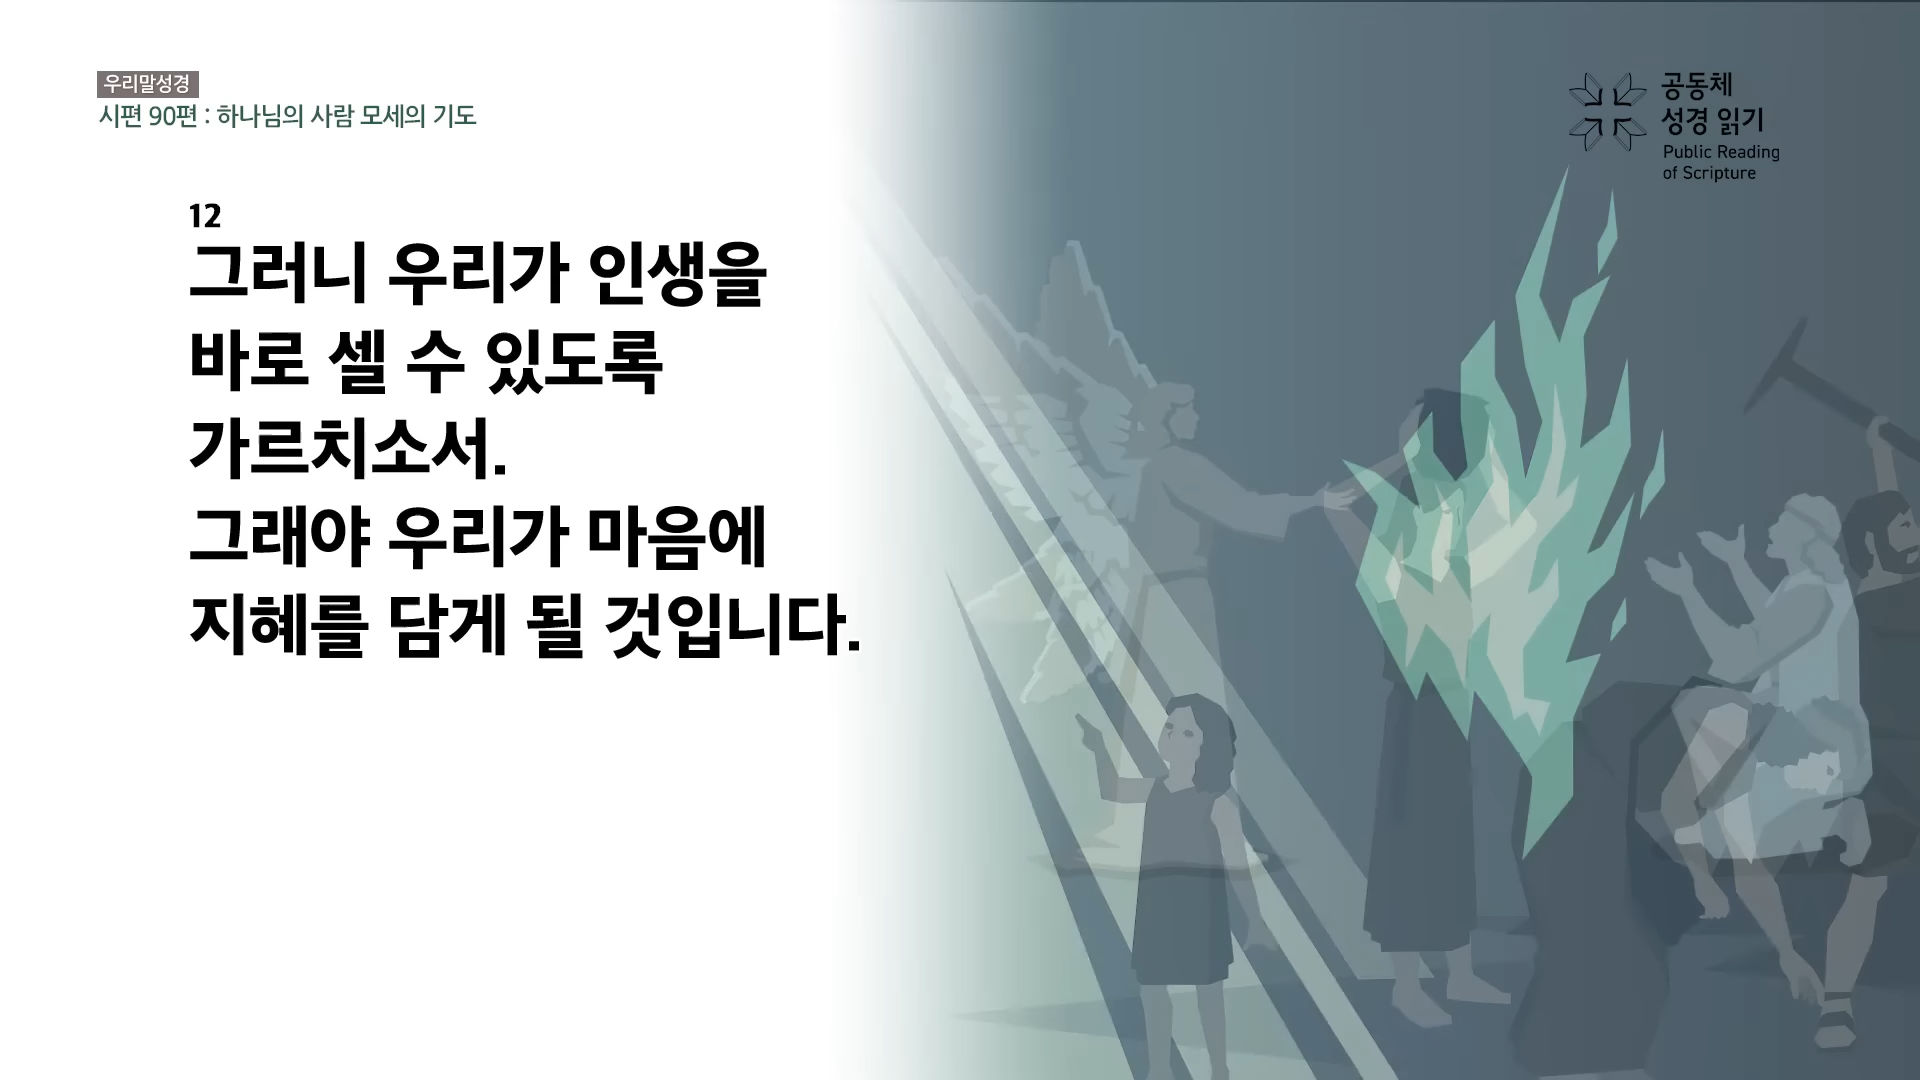 우리말성경
시편 90편 : 하나님의 사람 모세의 기도
공동체
성경 읽기
Public Reading
of Scripture
12
그러니 우리가 인생을
바로 셀 수 있도록
가르치소서.
그래야 우리가 마음에
지혜를 담게 될 것입니다.